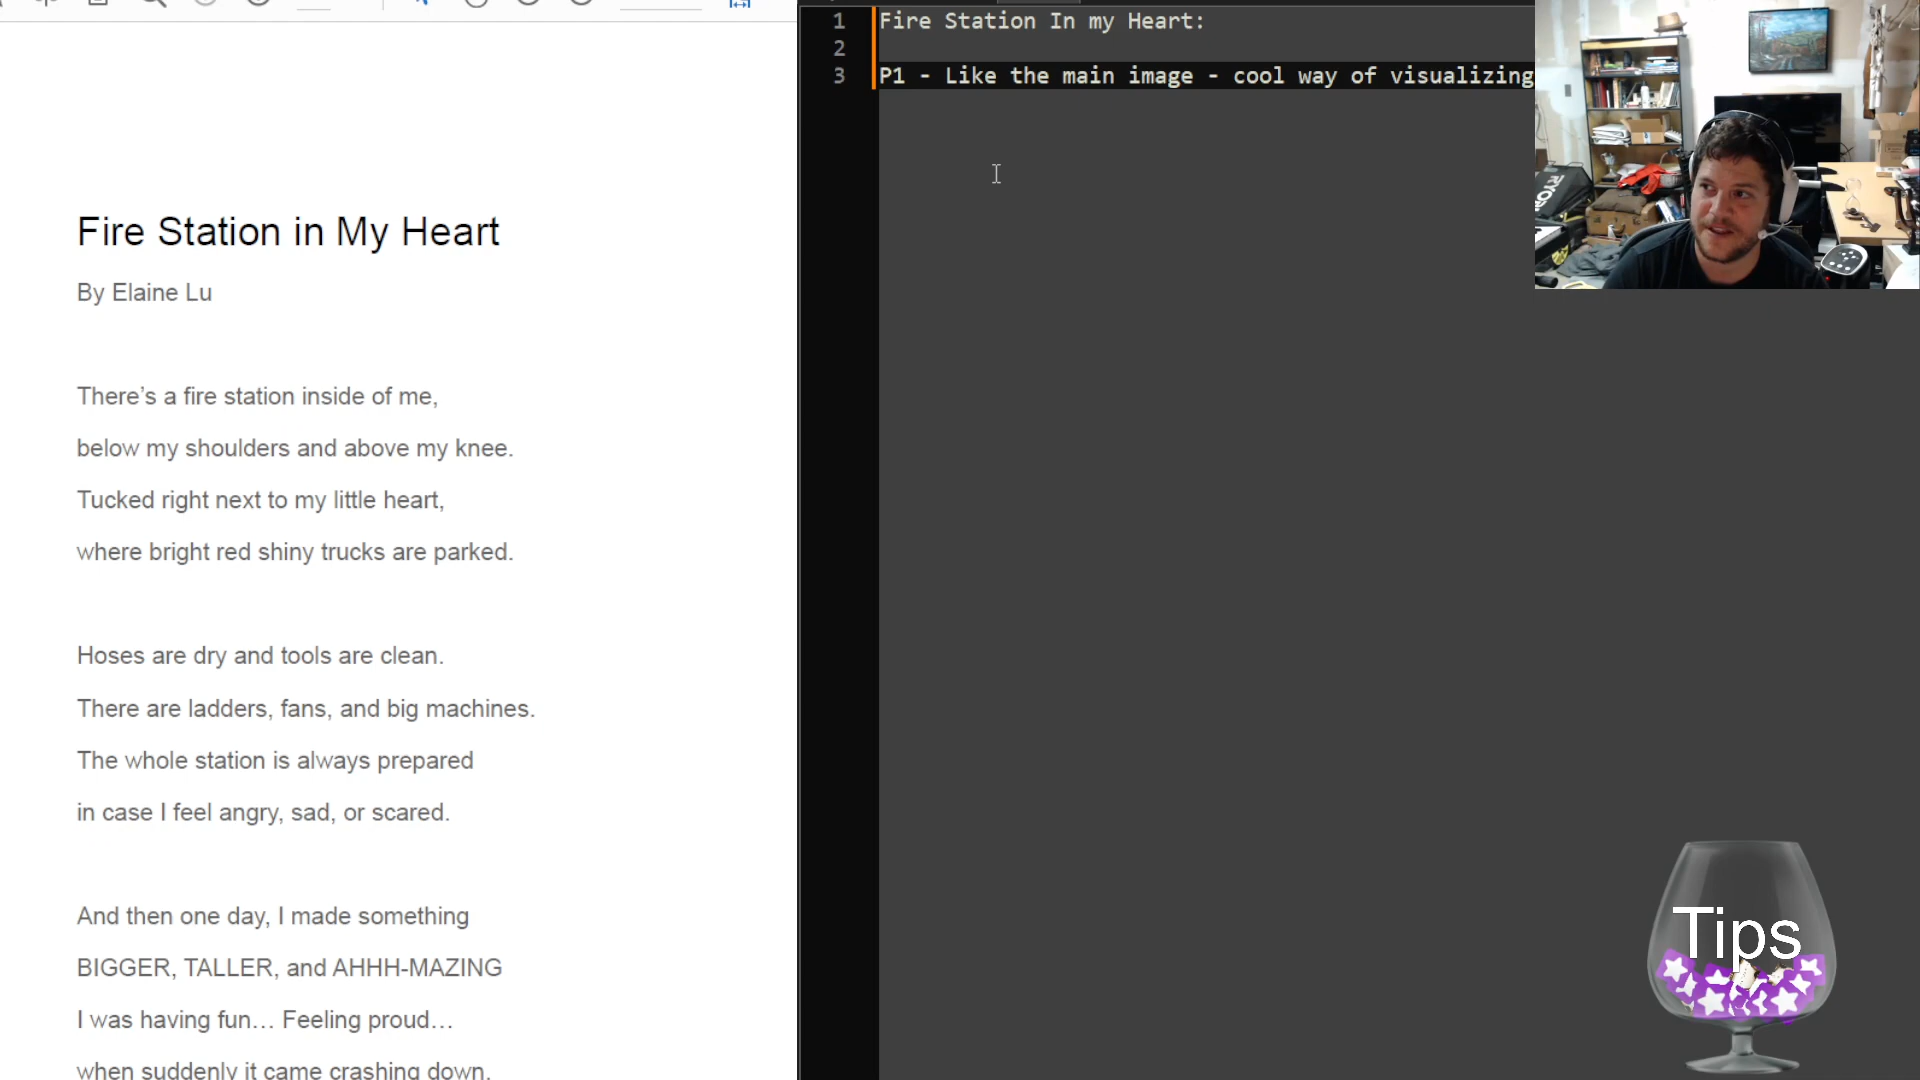 Fire Station in My Heart
By Elaine Lu
There's a fire station inside of me,
below my shoulders and above my knee.
Tucked right next to my little heart,
where bright red shiny trucks are parked.
Hoses are dry and tools are clean.
There are ladders, fans, and big machines.
The whole station is always prepared
in case I feel angry, sad, or scared.
And then one day, I made something
BIGGER, TALLER, and AHHH-MAZING
I was having fun… Feeling proud…
when suddenly it came crashing down.
1 Fire Station In my Heart:
2
3 P1 - Like the main image - cool way of visualizing
RYOBI
Tips